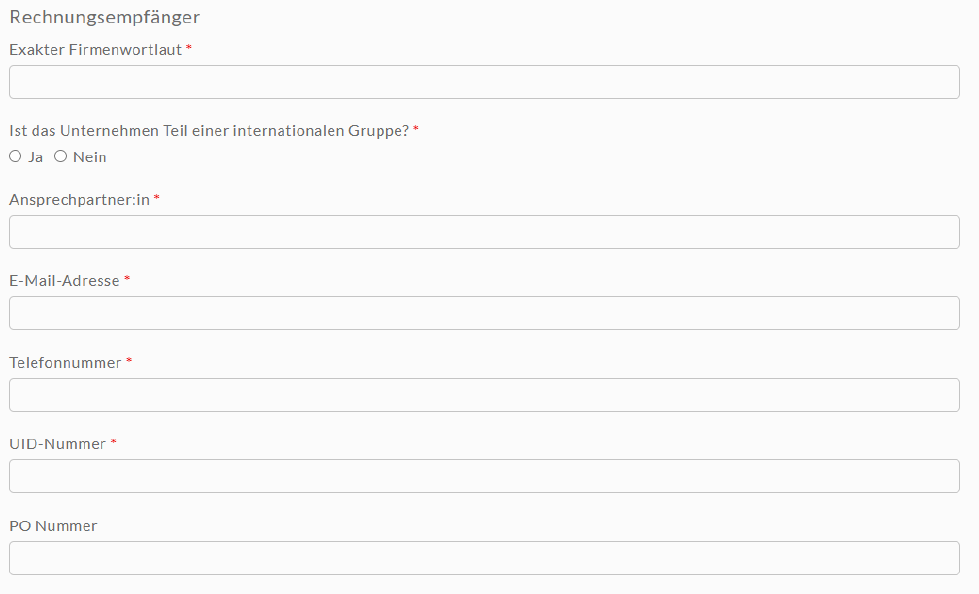 Rechnungsempfänger
Exakter Firmenwortlaut *
Ist das Unternehmen Teil einer internationalen Gruppe? *
Ja Nein
Ansprechpartner:in *
E-Mail-Adresse *
Telefonnummer *
UID-Nummer *
PO Nummer